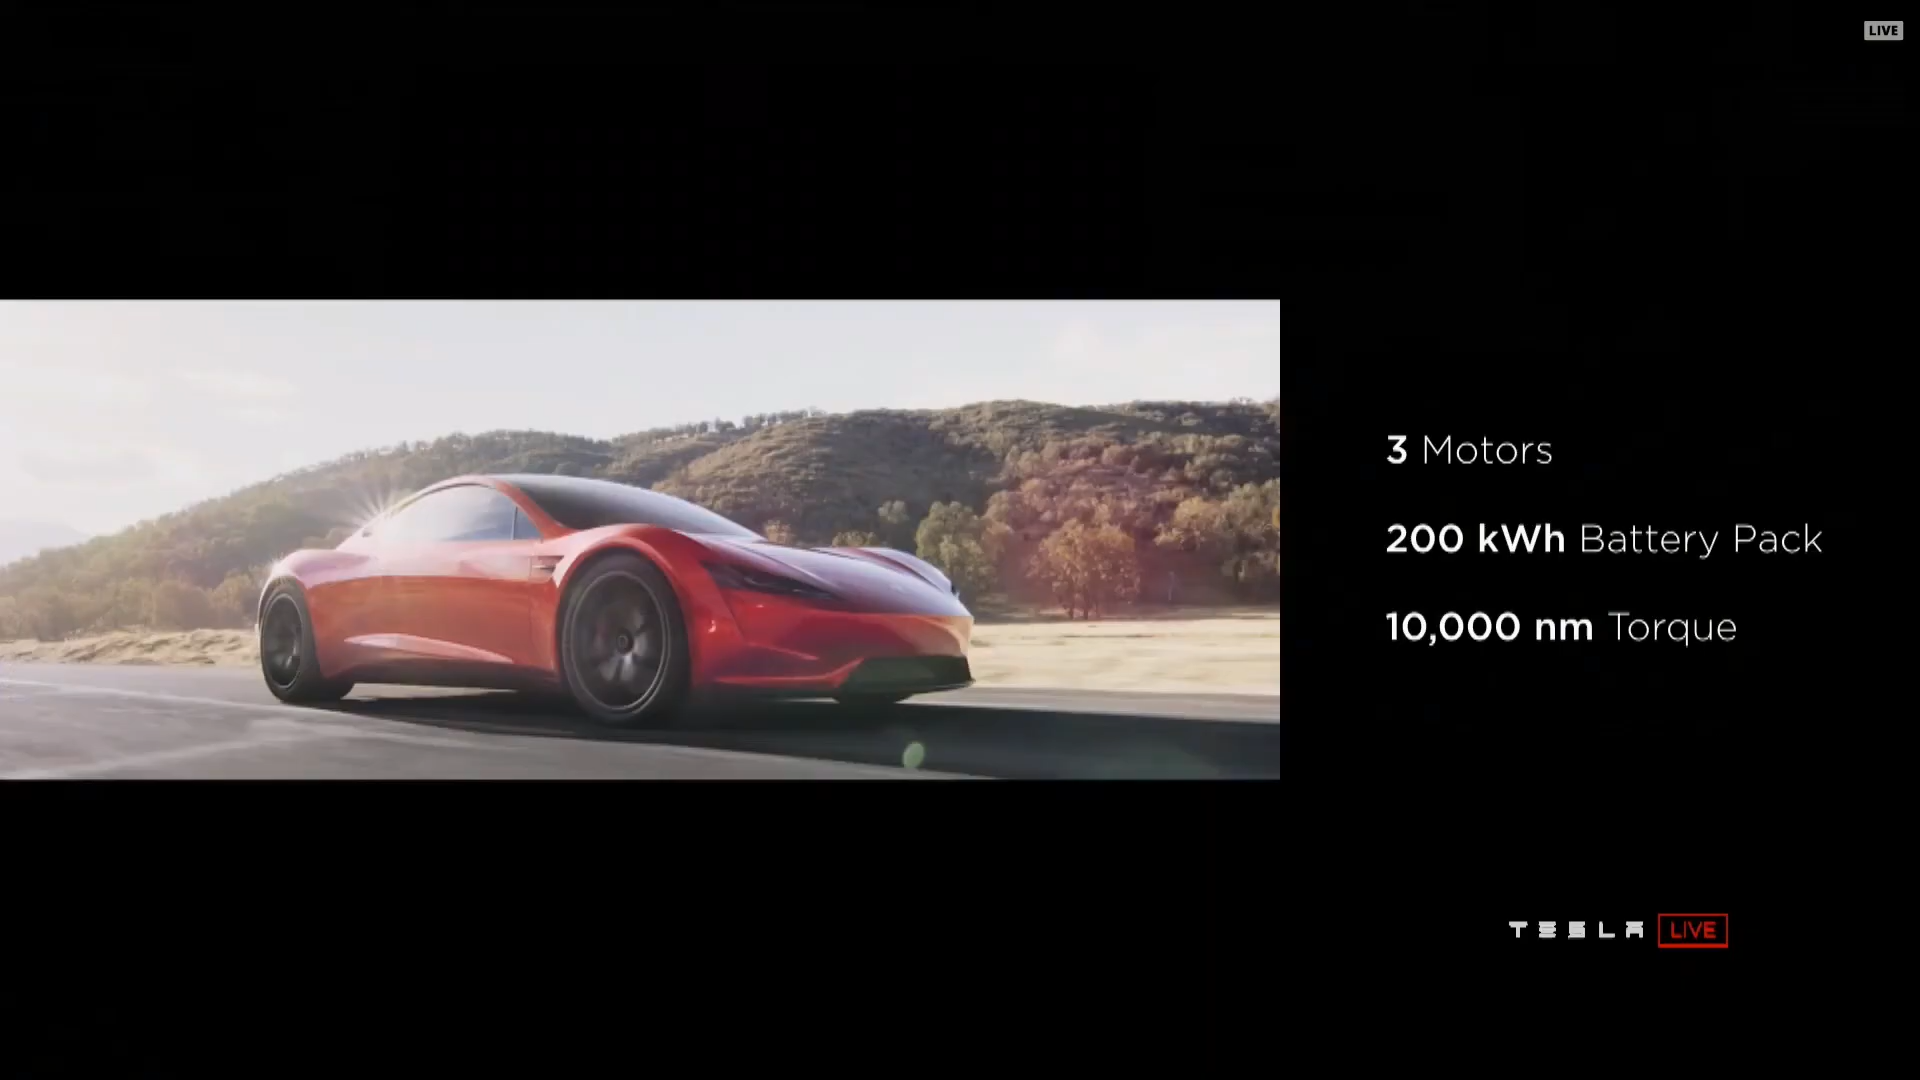 LIVE
3 Motors
200 kWh Battery Pack
10,000 nm Torque
TESLA LIVE